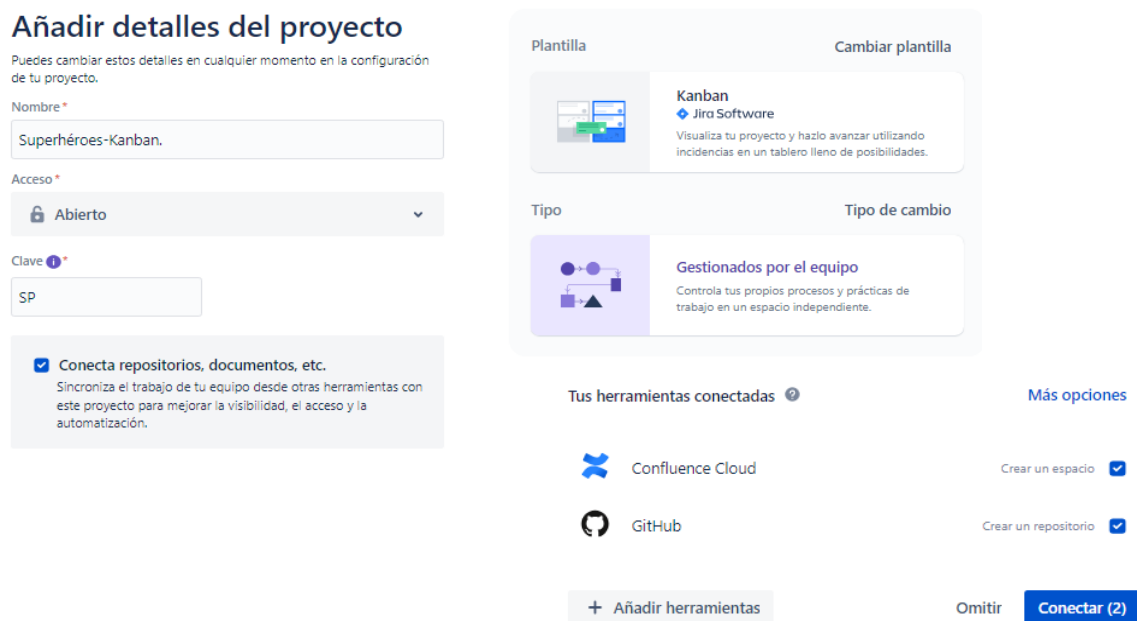 Añadir detalles del proyecto
Puedes cambiar estos detalles en cualquier momento en la configuración
de tu proyecto.
Nombre *
Superhéroes-Kanban.
Acceso *
Abierto
Clave *
SP
Conecta repositorios, documentos, etc.
Sincroniza el trabajo de tu equipo desde otras herramientas con
este proyecto para mejorar la visibilidad, el acceso y la
automatización.
Plantilla
Cambiar plantilla
Kanban
Jira Software
Visualiza tu proyecto y hazlo avanzar utilizando
incidencias en un tablero lleno de posibilidades.
Tipo
Tipo de cambio
Gestionados por el equipo
Controla tus propios procesos y prácticas de
trabajo en un espacio independiente.
Tus herramientas conectadas
Más opciones
Confluence Cloud
Crear un espacio
GitHub
Crear un repositorio
+ Añadir herramientas
Omitir
Conectar (2)